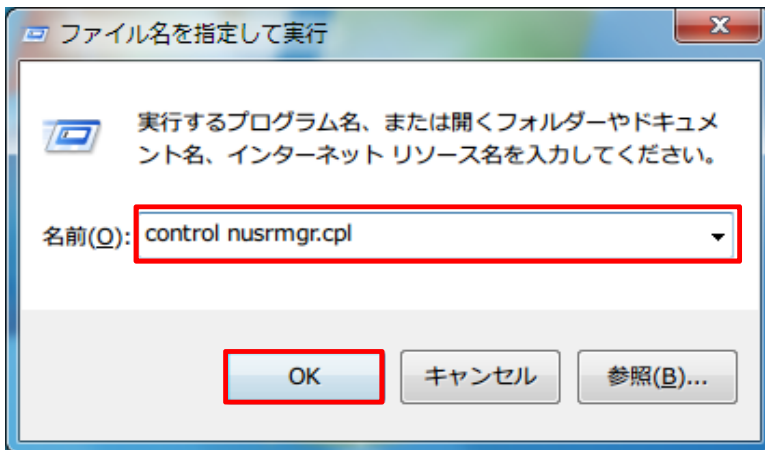 ファイル名を指定して実行
実行するプログラム名、または開くフォルダーやドキュメ
ント名、インターネット リソース名を入力してください。
名前(O): control nusrmgr.cpl
OK キャンセル 参照(B)...